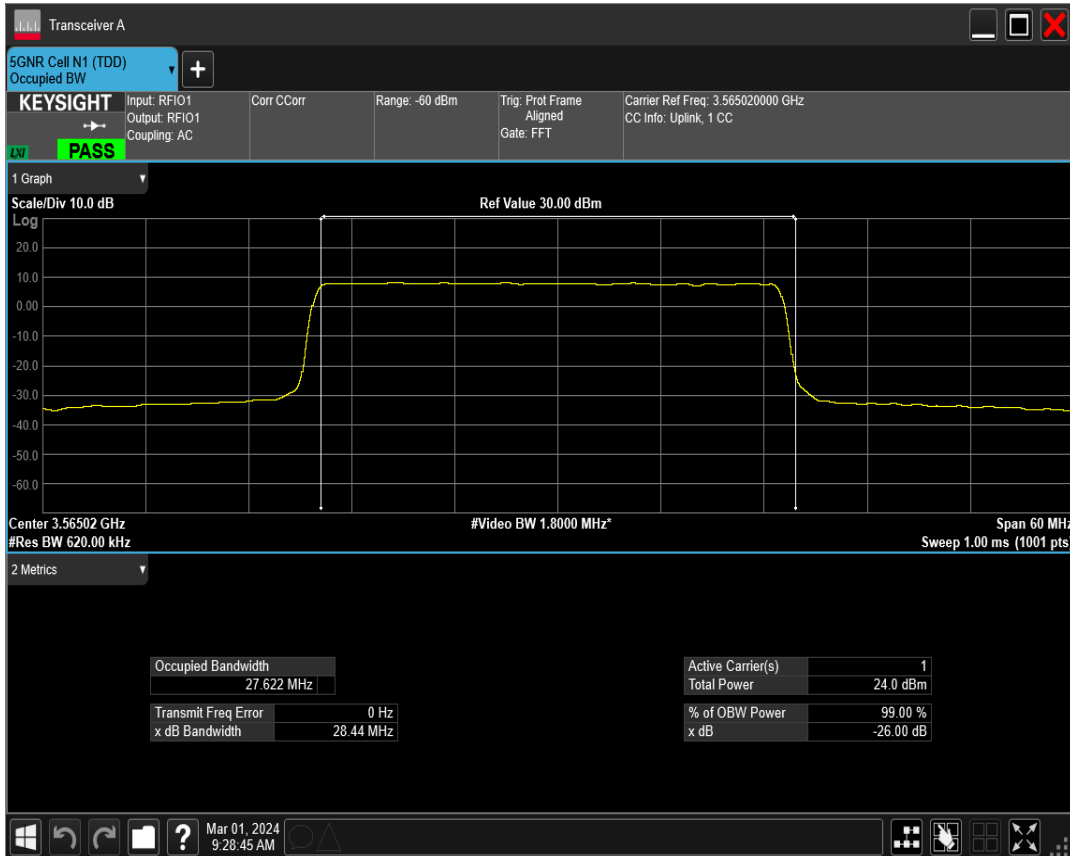 Transceiver A
5GNR Cell N1 (TDD)
Occupied BW
+
KEYSIGHT
LXI
PASS
Input: RFIO1
Output: RFIO1
Coupling: AC
Corr CCorr
Range: -60 dBm
Trig: Prot Frame
Aligned
Gate: FFT
Carrier Ref Freq: 3.565020000 GHz
CC Info: Uplink, 1 CC
1 Graph
Scale/Div 10.0 dB
Ref Value 30.00 dBm
Log
20.0
10.0
0.00
-10.0
-20.0
-30.0
-40.0
-50.0
-60.0
Center 3.56502 GHz
#Video BW 1.8000 MHz*
Span 60 MHz
#Res BW 620.00 kHz
Sweep 1.00 ms (1001 pts)
2 Metrics
Occupied Bandwidth
27.622 MHz
Transmit Freq Error 0 Hz
x dB Bandwidth 28.44 MHz
Active Carrier(s) 1
Total Power 24.0 dBm
% of OBW Power 99.00 %
x dB -26.00 dB
?
Mar 01, 2024
9:28:45 AM